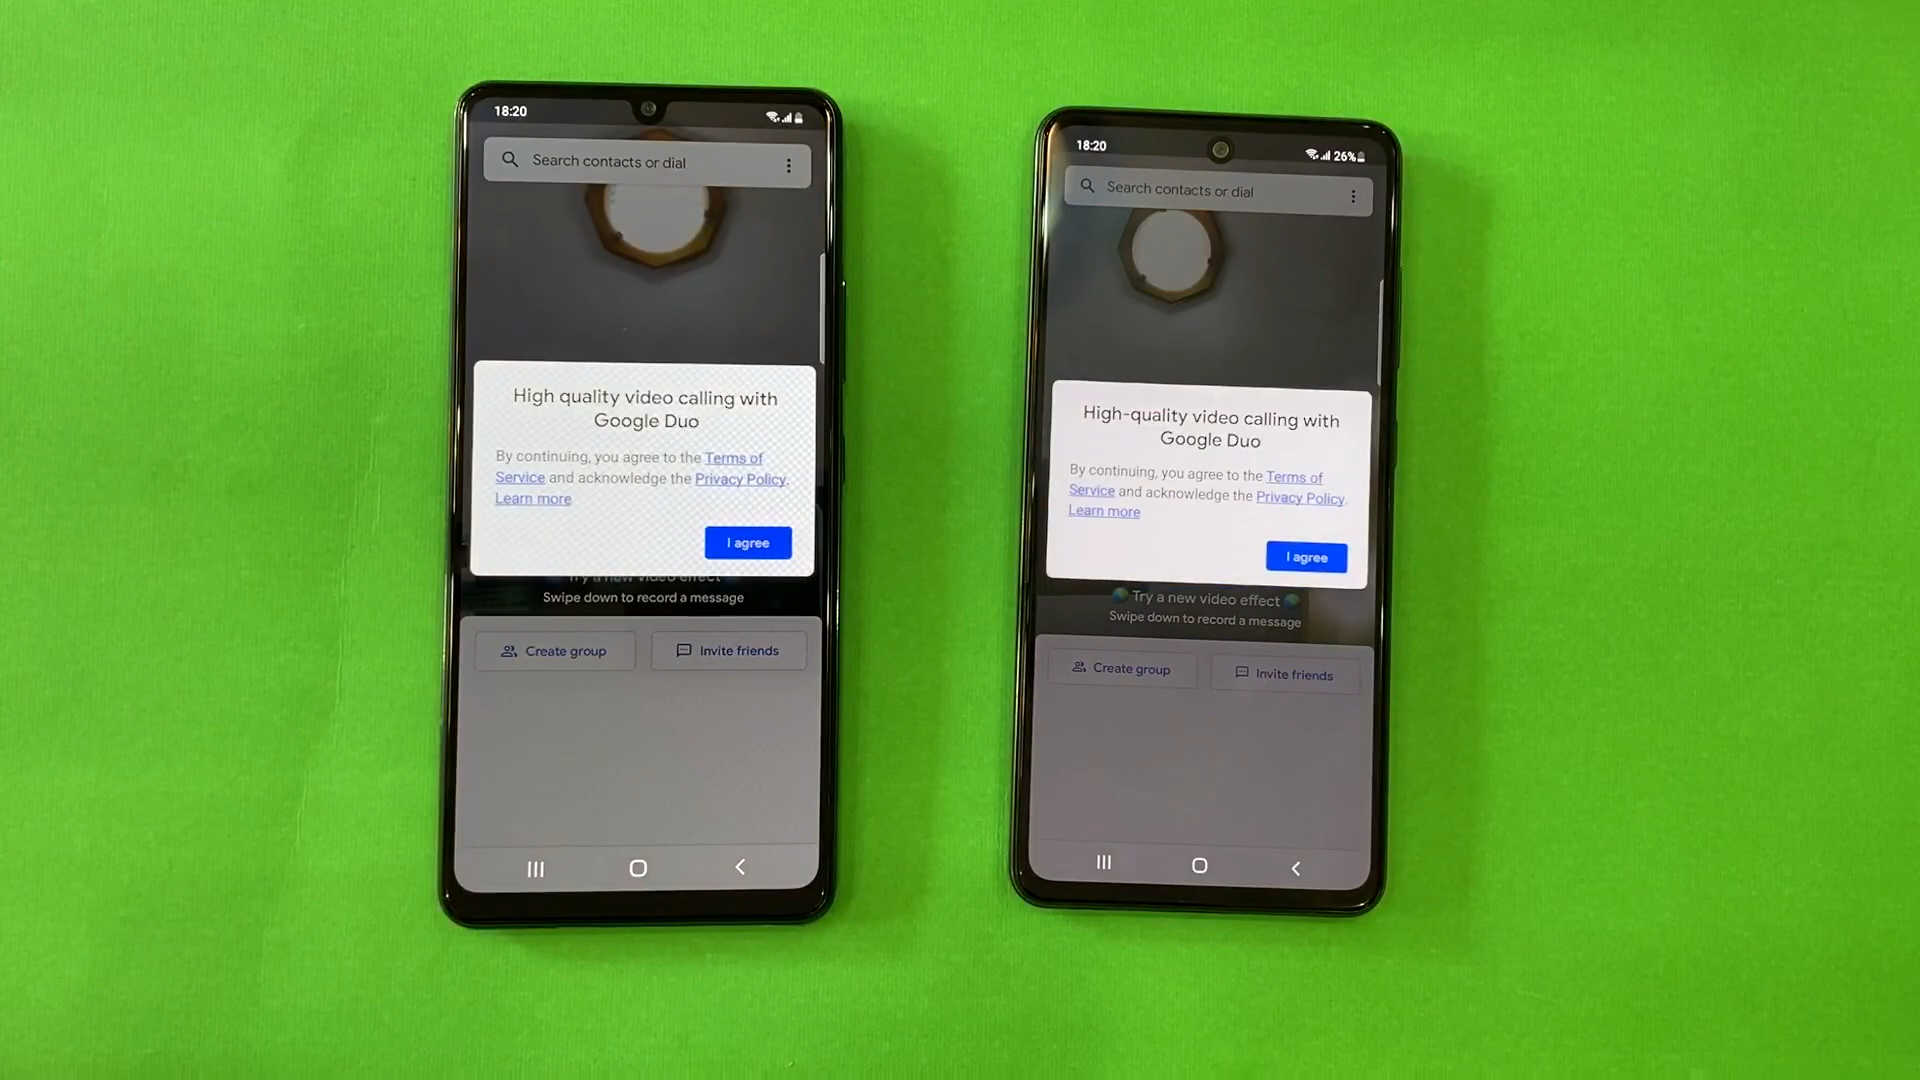 18:20
Search contacts or dial
High quality video calling with
Google Duo
By continuing, you agree to the Terms of
Service and acknowledge the Privacy Policy.
Learn more
I agree
Try a new video effect
Swipe down to record a message
Create group
Invite friends
18:20
26%
Search contacts or dial
High-quality video calling with
Google Duo
By continuing, you agree to the Terms of
Service and acknowledge the Privacy Policy.
Learn more
I agree
Try a new video effect
Swipe down to record a message
Create group
Invite friends